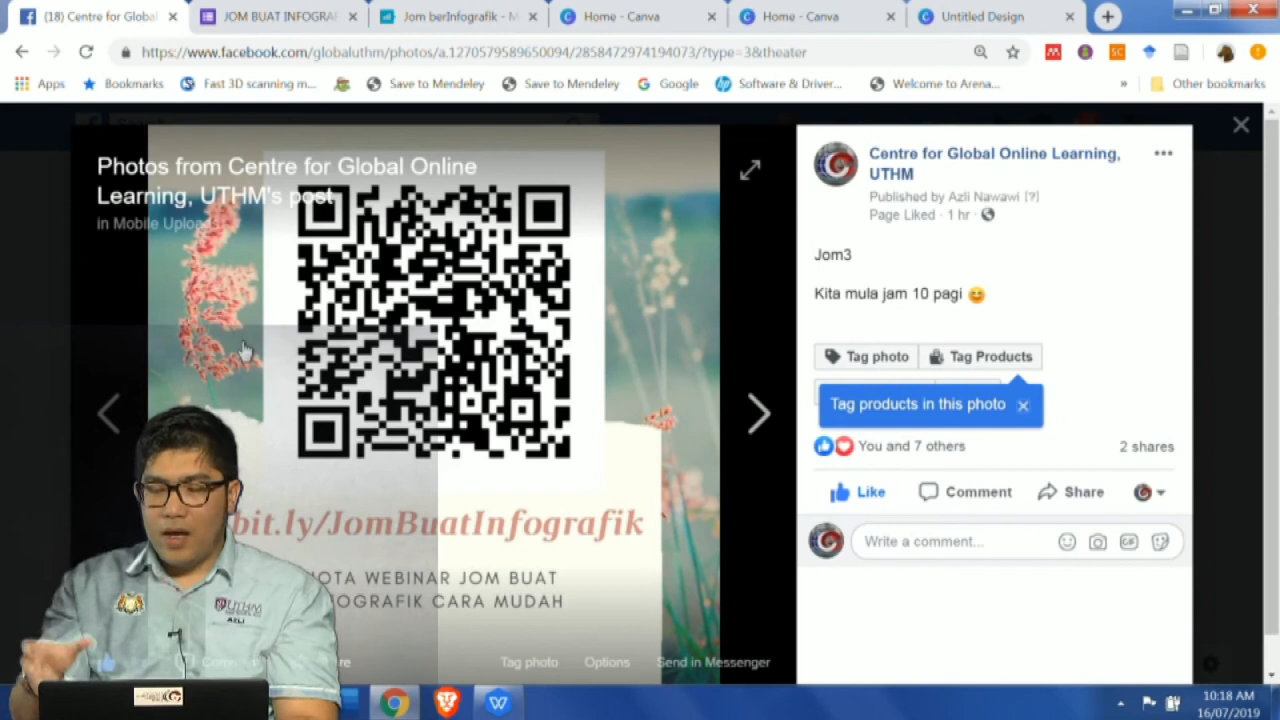 (18) Centre for Global
JOM BUAT INFOGRA
Jom berInfografik - M
Home - Canva
Home - Canva
Untitled Design
https://www.facebook.com/globaluthm/photos/a.1270579589650094/2858472974194073/?type=3&theater
Apps
Bookmarks
Fast 3D scanning m...
Save to Mendeley
Save to Mendeley
Google
Software & Driver...
Welcome to Arena...
»
Other bookmarks
Photos from Centre for Global Online
Learning, UTHM's post
in Mobile Uploads
bit.ly/JomBuatInfografik
OTA WEBINAR JOM BUAT
OGRAFIK CARA MUDAH
Tag photo
Options
Send in Messenger
Centre for Global Online Learning,
UTHM
Published by Azli Nawawi [?]
Page Liked · 1 hr ·
Jom3
Kita mula jam 10 pagi 😄
Tag photo
Tag Products
Tag products in this photo
You and 7 others
2 shares
Like
Comment
Share
Write a comment...
GIF
UTHM
AZLI
10:18 AM
16/07/2019